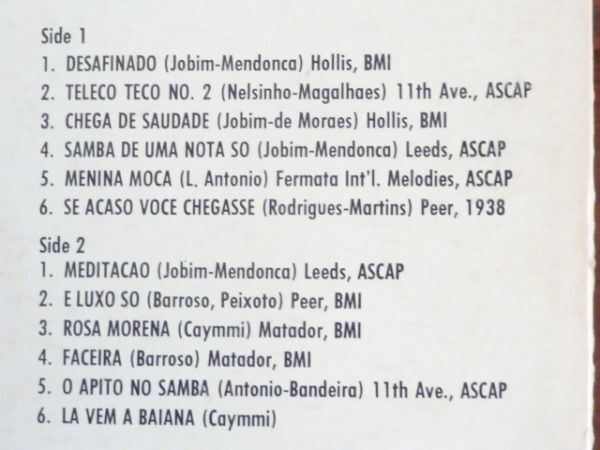 Side 1
1. DESAFINADO (Jobim-Mendonca) Hollis, BMI
2. TELECO TECO NO. 2 (Nelsinho-Magalhaes) 11th Ave., ASCAP
3. CHEGA DE SAUDADE (Jobim-de Moraes) Hollis, BMI
4. SAMBA DE UMA NOTA SO (Jobim-Mendonca) Leeds, ASCAP
5. MENINA MOCA (L. Antonio) Fermata Int'l. Melodies, ASCAP
6. SE ACASO VOCE CHEGASSE (Rodrigues-Martins) Peer, 1938
Side 2
1. MEDITACAO (Jobim-Mendonca) Leeds, ASCAP
2. E LUXO SO (Barroso, Peixoto) Peer, BMI
3. ROSA MORENA (Caymmi) Matador, BMI
4. FACEIRA (Barroso) Matador, BMI
5. O APITO NO SAMBA (Antonio-Bandeira) 11th Ave., ASCAP
6. LA VEM A BAIANA (Caymmi)